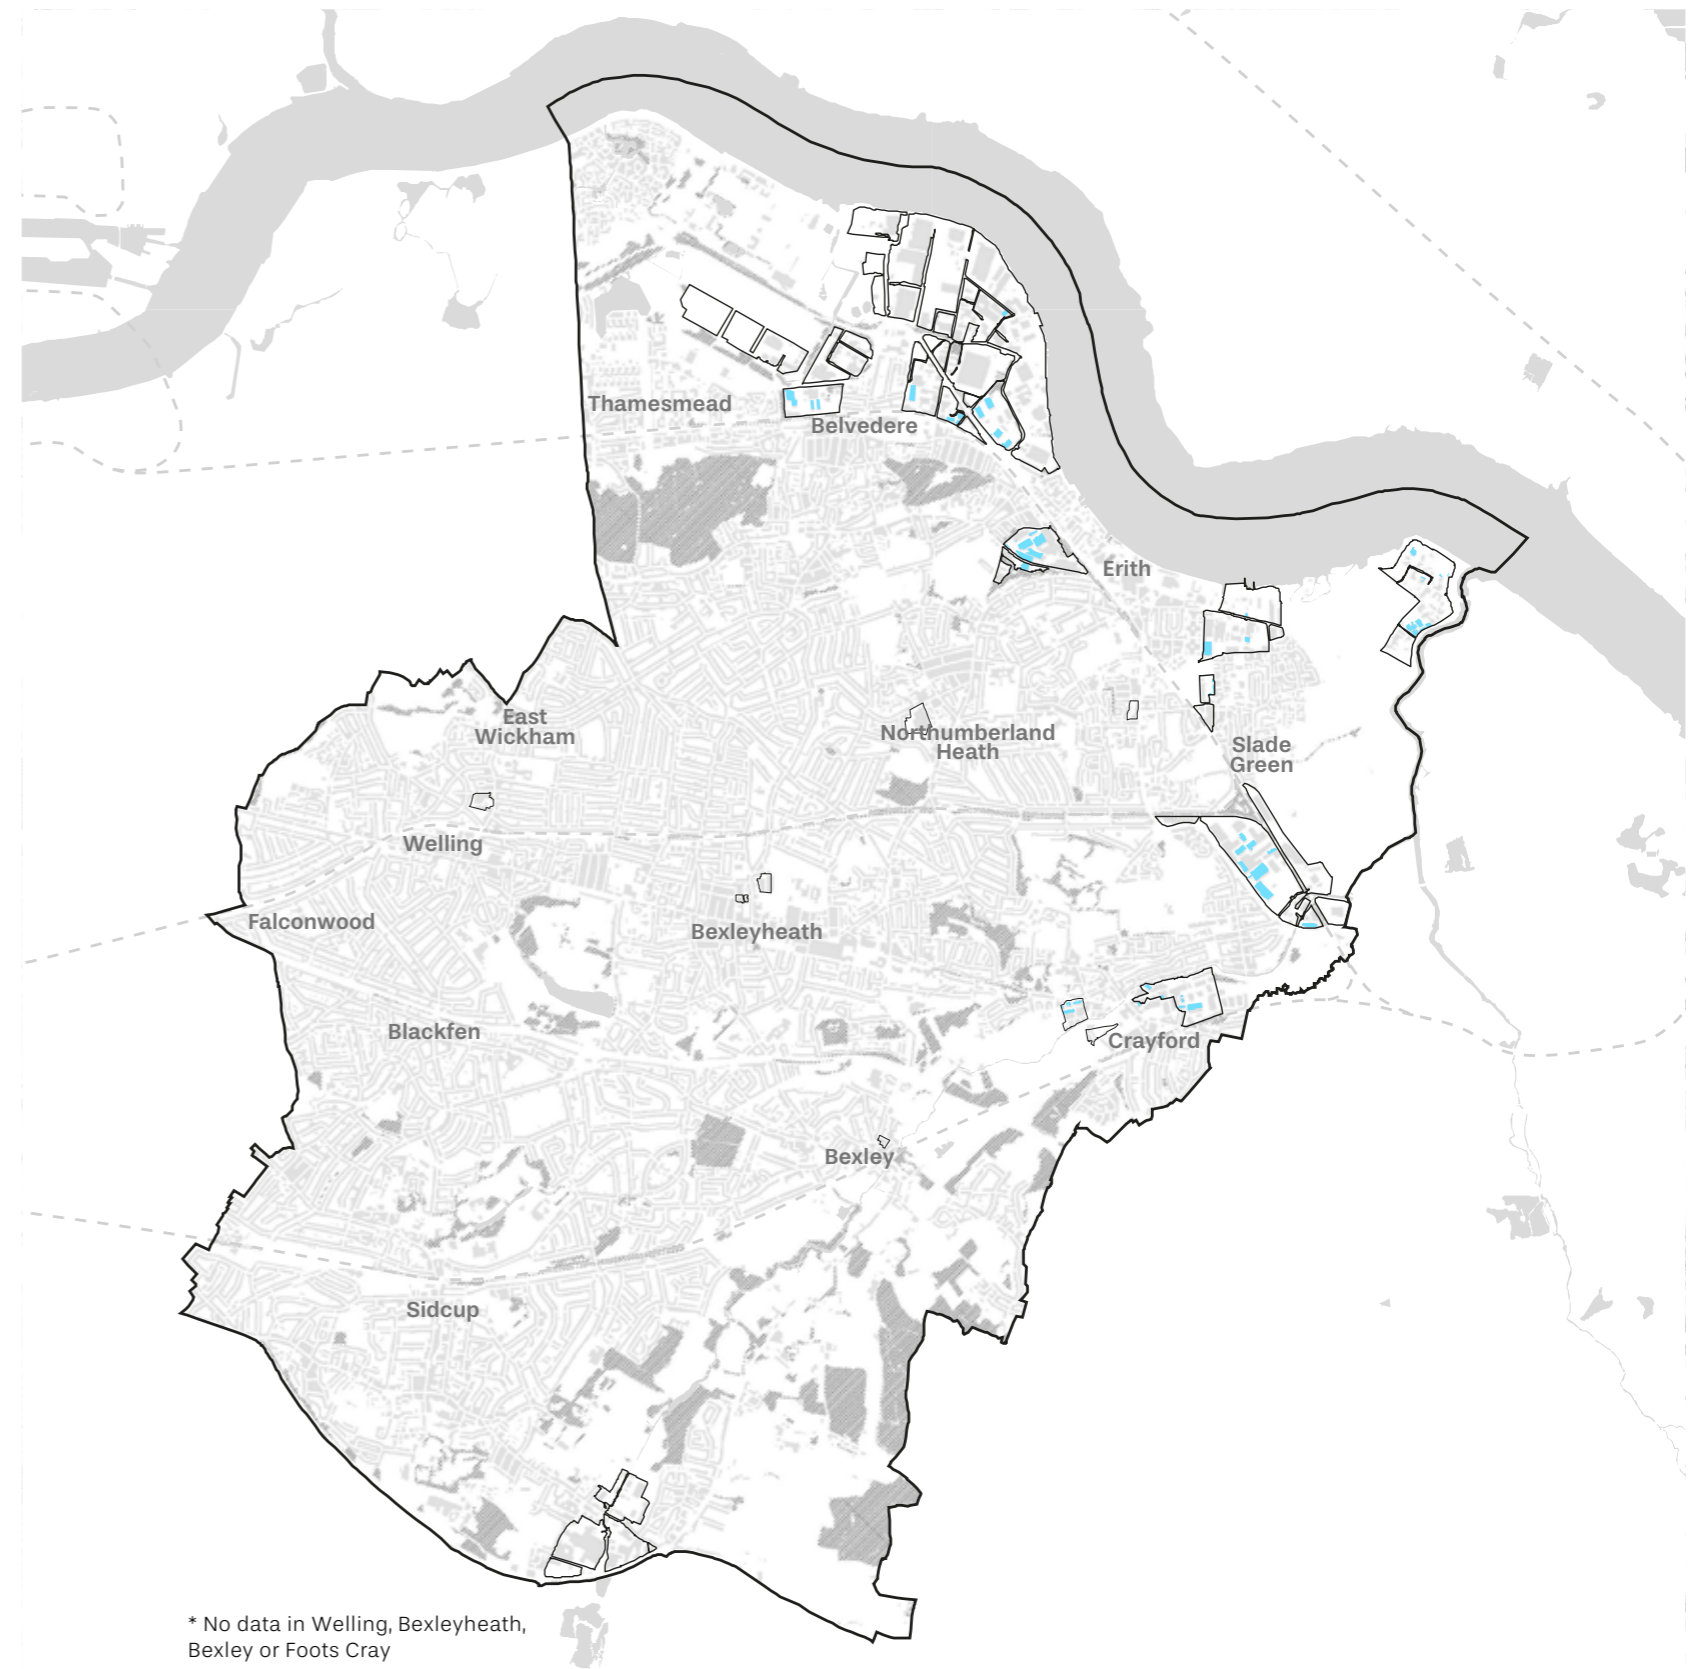 Thamesmead
Belvedere
Erith
East
Wickham
Northumberland
Heath
Slade
Green
Welling
Falconwood
Bexleyheath
Blackfen
Crayford
Bexley
Sidcup
* No data in Welling, Bexleyheath,
Bexley or Foots Cray